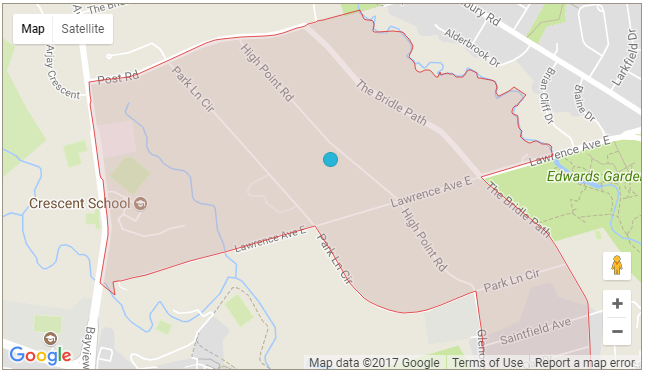 The Br
bury Rd
Map
Satellite
Alderbrook Dr
Larkfield Dr
Arjay Crescent
Post Rd
Park Ln Cir
High Point Rd
The Bridle Path
Brian Cliff Dr
Blaine Dr
Lawrence Ave E
Edwards Garde
Crescent School
Lawrence Ave E
The Bridle Path
High Point Rd
Lawrence Ave E
Park Ln Cir
Park Ln Cir
+
−
Saintfield Ave
Bayview
Glen
Google
Map data ©2017 Google
Terms of Use
Report a map error